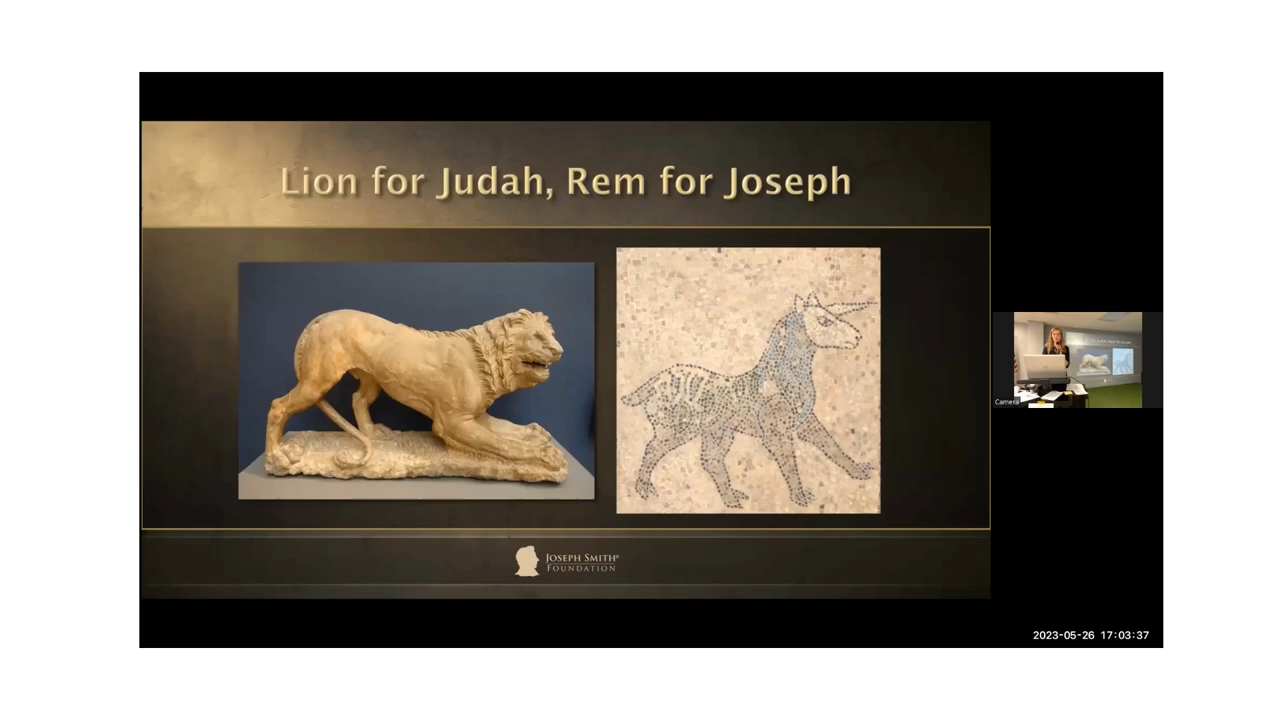 Lion for Judah, Rem for Joseph
JOSEPH SMITH®
FOUNDATION
Camera
2023-05-26 17:03:37